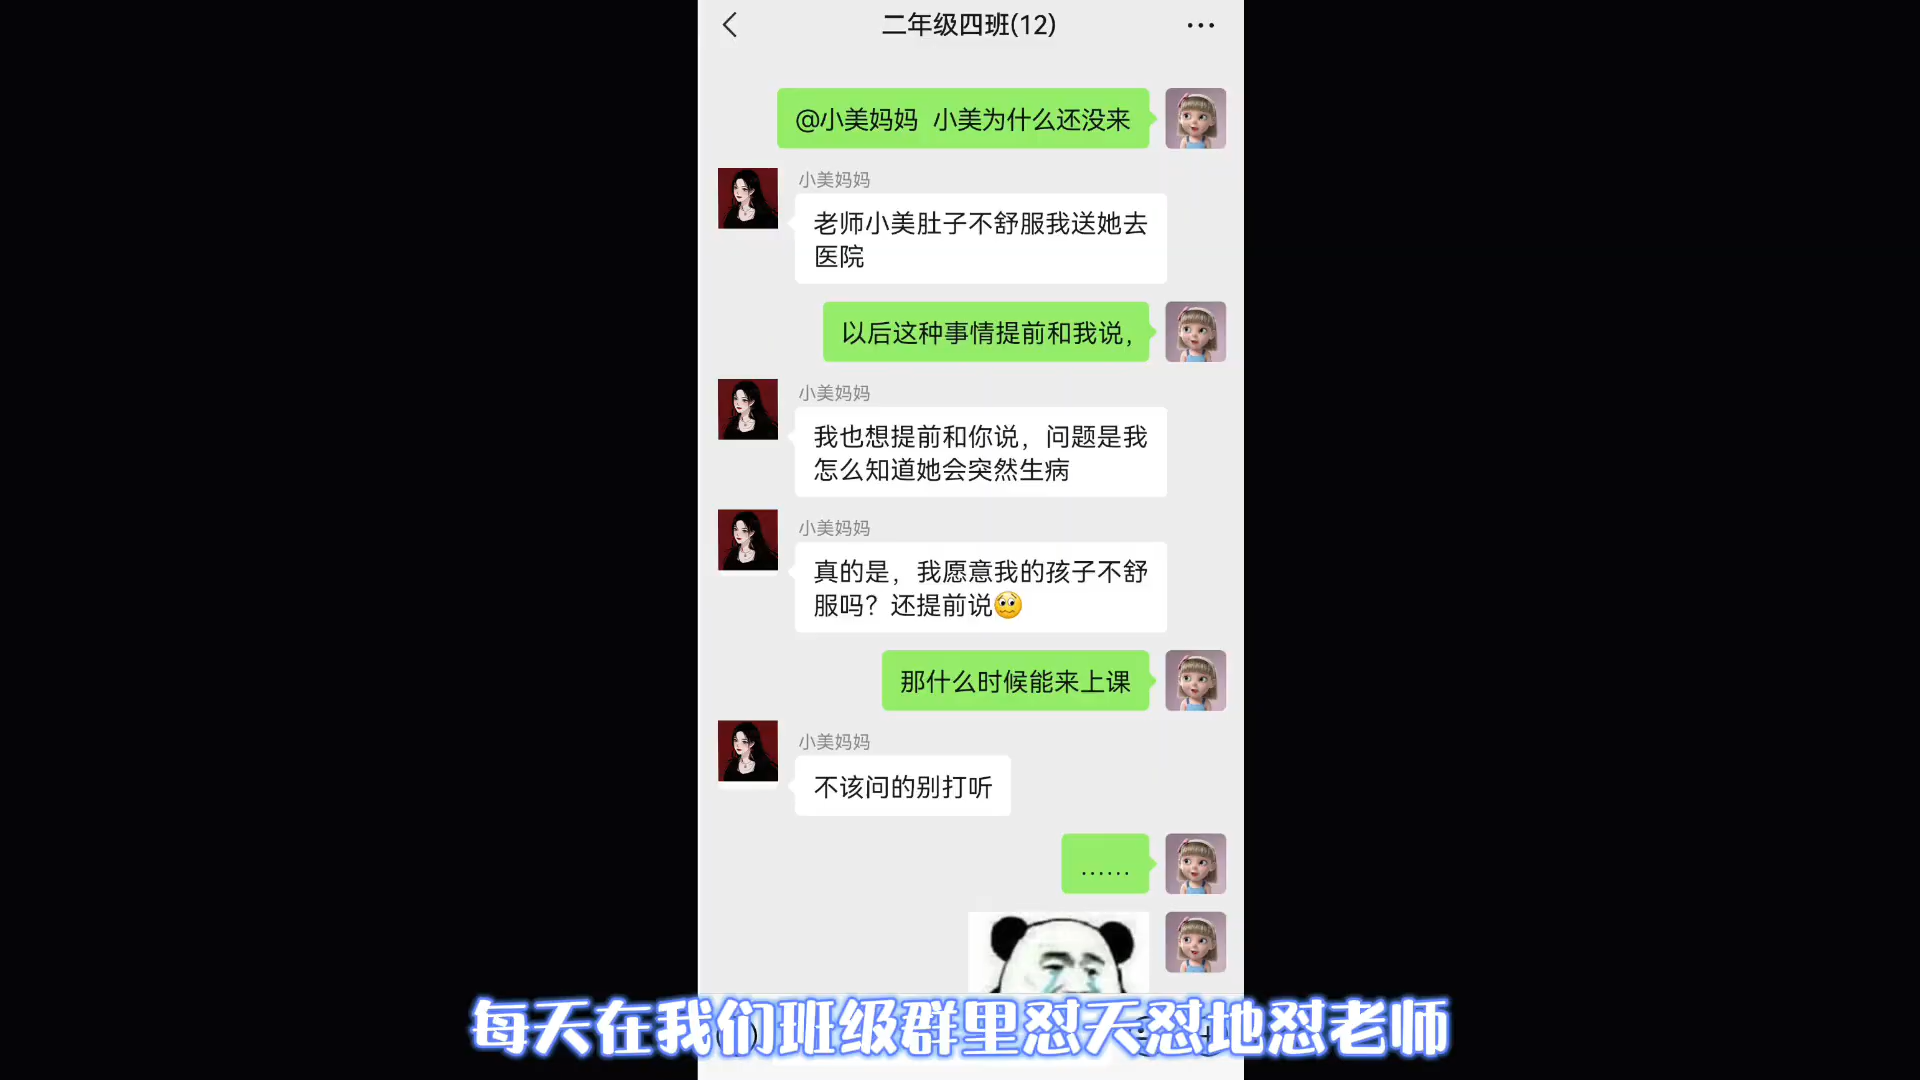 二年级四班(12)
@小美妈妈 小美为什么还没来
小美妈妈
老师小美肚子不舒服我送她去
医院
以后这种事情提前和我说,
小美妈妈
我也想提前和你说，问题是我
怎么知道她会突然生病
小美妈妈
真的是，我愿意我的孩子不舒
服吗？还提前说🥴
那什么时候能来上课
小美妈妈
不该问的别打听
......
每天在我们班级群里怼天怼地怼老师